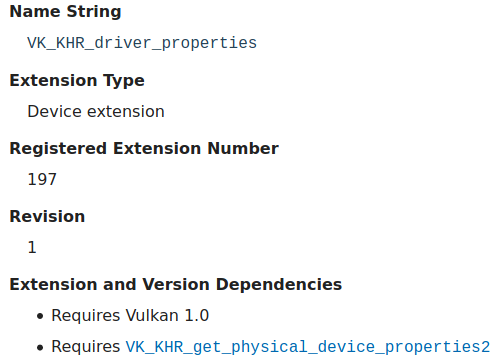 Name String
VK_KHR_driver_properties
Extension Type
Device extension
Registered Extension Number
197
Revision
1
Extension and Version Dependencies
• Requires Vulkan 1.0
• Requires VK_KHR_get_physical_device_properties2